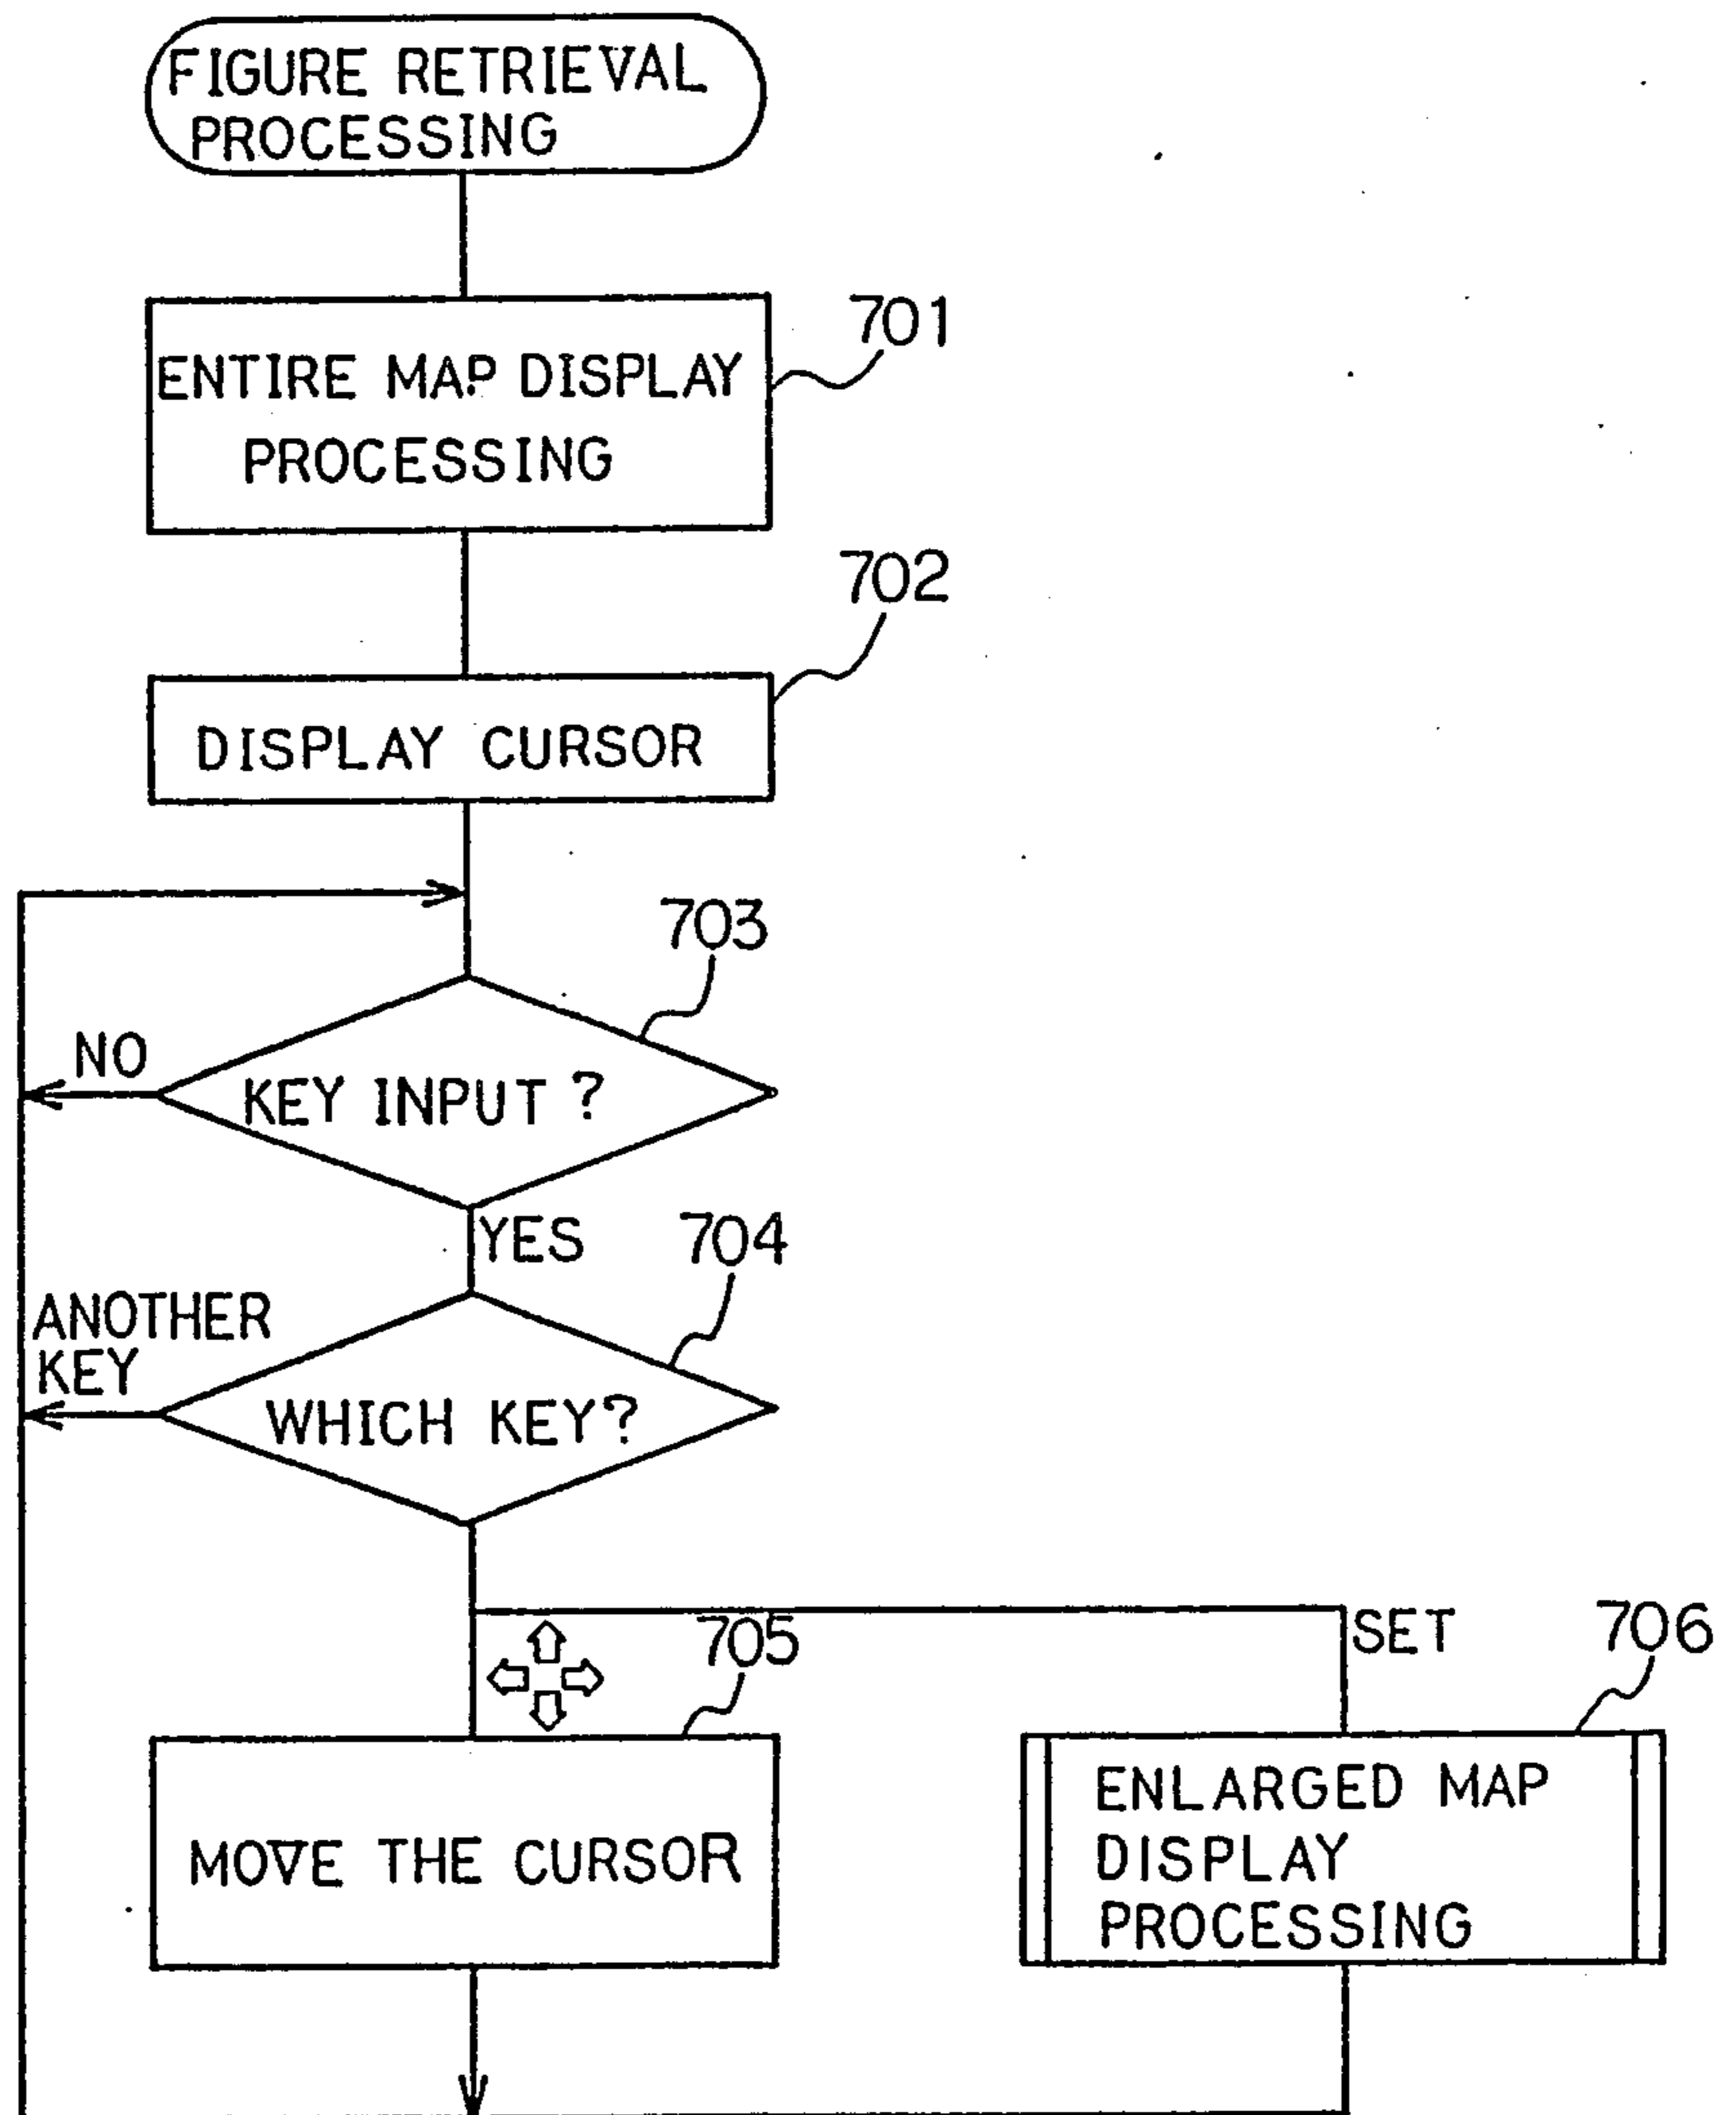 FIGURE RETRIEVAL
PROCESSING
701
ENTIRE MAP DISPLAY
PROCESSING
702
DISPLAY CURSOR
703
NO
KEY INPUT ?
YES
704
ANOTHER
KEY
WHICH KEY?
705
SET
706
MOVE THE CURSOR
ENLARGED MAP
DISPLAY
PROCESSING